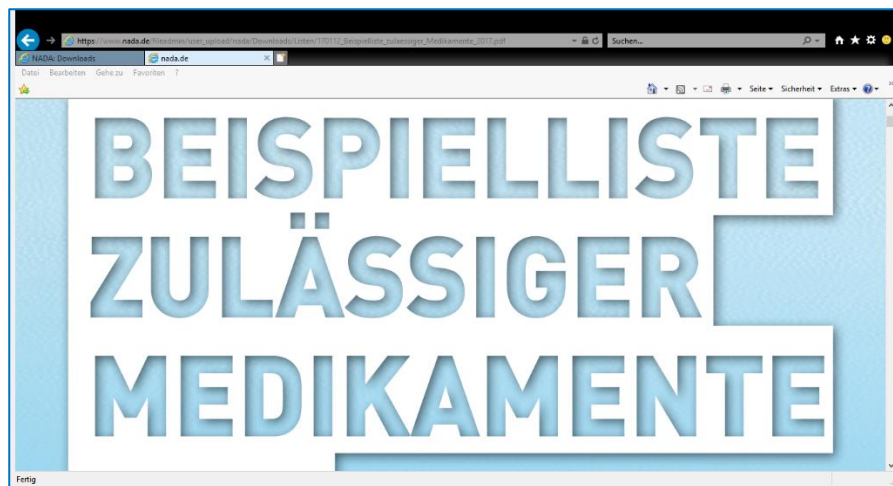 https://www.nada.de/fileadmin/user_upload/nada/Downloads/Listen/170112_Beispielliste_zulaessiger_Medikamente_2017.pdf
Suchen...
NADA: Downloads
nada.de
Datei Bearbeiten Gehe zu Favoriten ?
Seite Sicherheit Extras
BEISPIELLISTE
ZULÄSSIGER
MEDIKAMENTE
Fertig